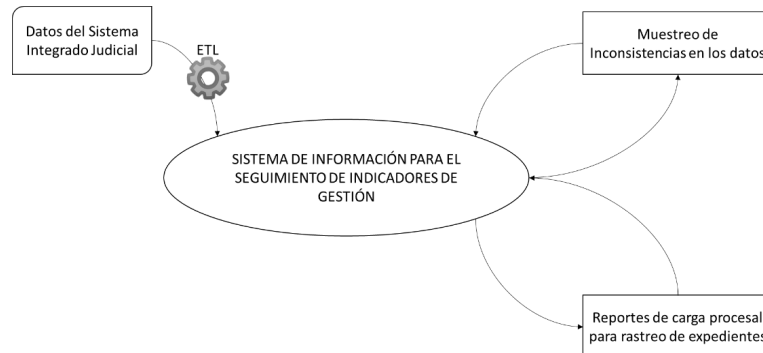 Datos del Sistema
Integrado Judicial
ETL
Muestreo de
Inconsistencias en los datos
SISTEMA DE INFORMACIÓN PARA EL
SEGUIMIENTO DE INDICADORES DE
GESTIÓN
Reportes de carga procesal
para rastreo de expedientes